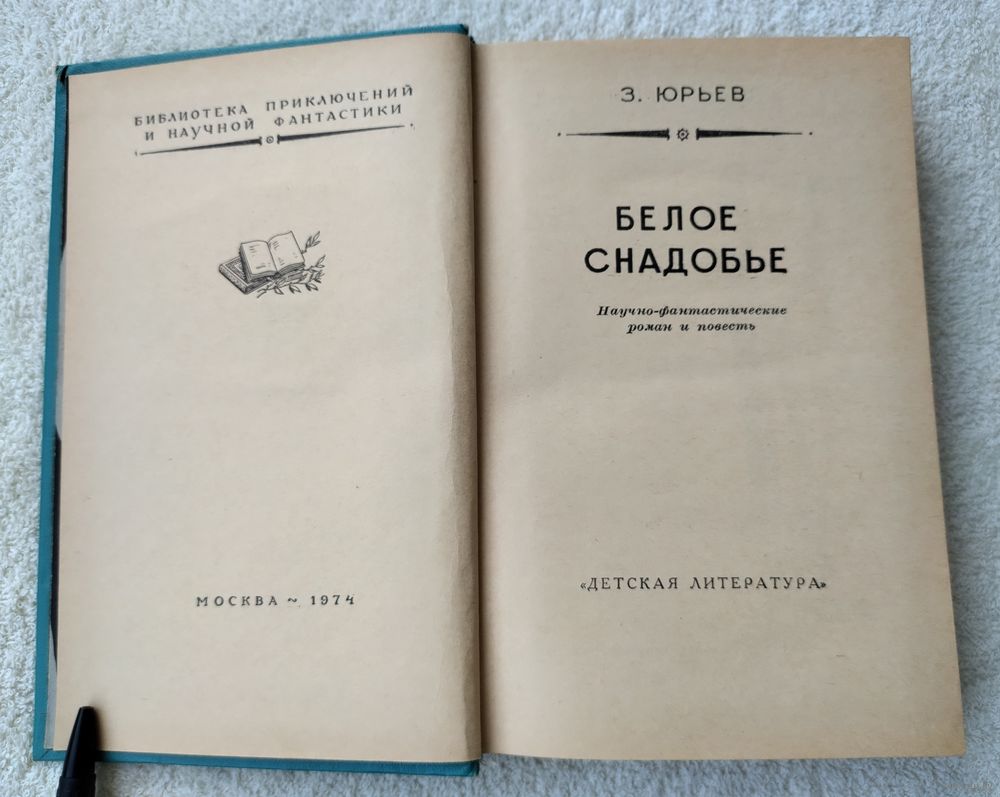 БИБЛИОТЕКА ПРИКЛЮЧЕНИЙ
И НАУЧНОЙ ФАНТАСТИКИ
МОСКВА ~ 1974
З. ЮРЬЕВ
БЕЛОЕ
СНАДОБЬЕ
Научно-фантастические
роман и повесть
«ДЕТСКАЯ ЛИТЕРАТУРА»